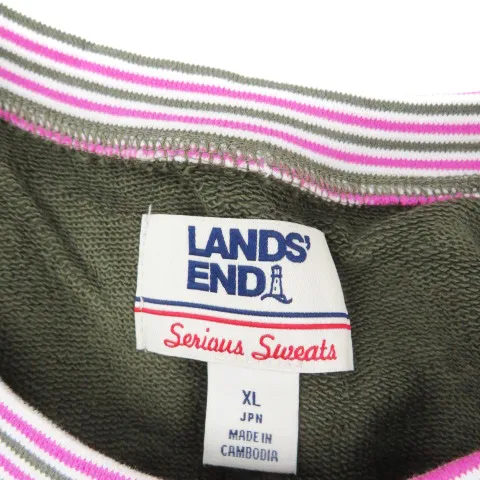 LANDS'
END
Serious Sweats
XL
JPN
MADE IN
CAMBODIA